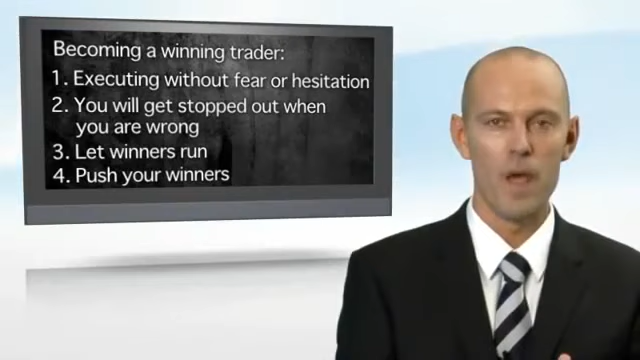 Becoming a winning trader:
1. Executing without fear or hesitation
2. You will get stopped out when
you are wrong
3. Let winners run
4. Push your winners